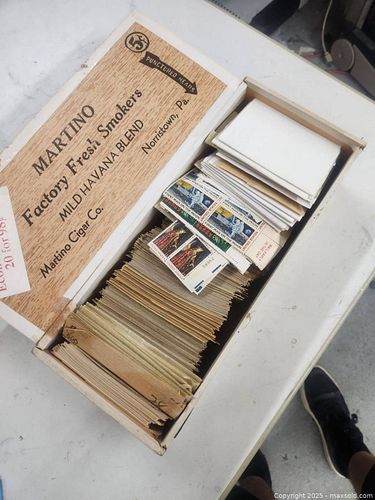 5¢
PUNCTURED HEADS
MARTINO
Factory Fresh Smokers
MILD HAVANA BLEND
Martino Cigar Co.
Norristown, Pa.
20 for 98¢
Copyright 2025 - maxsold.com